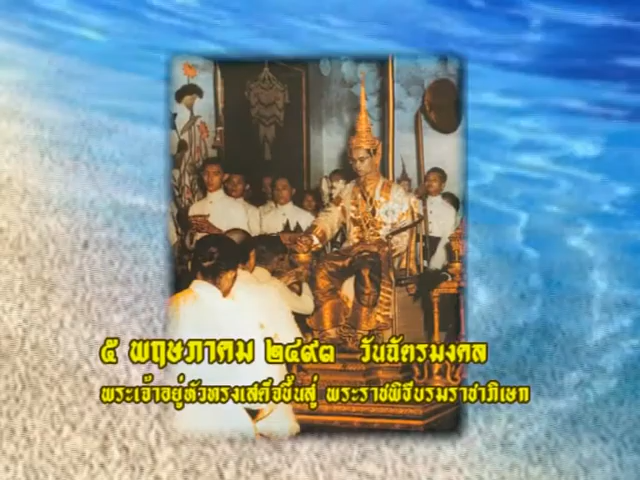 ๕ พฤษภาคม ๒๔๙๓ วันฉัตรมงคล
พระเจ้าอยู่หัวทรงเสด็จขึ้นสู่ พระราชพิธีบรมราชาภิเษก